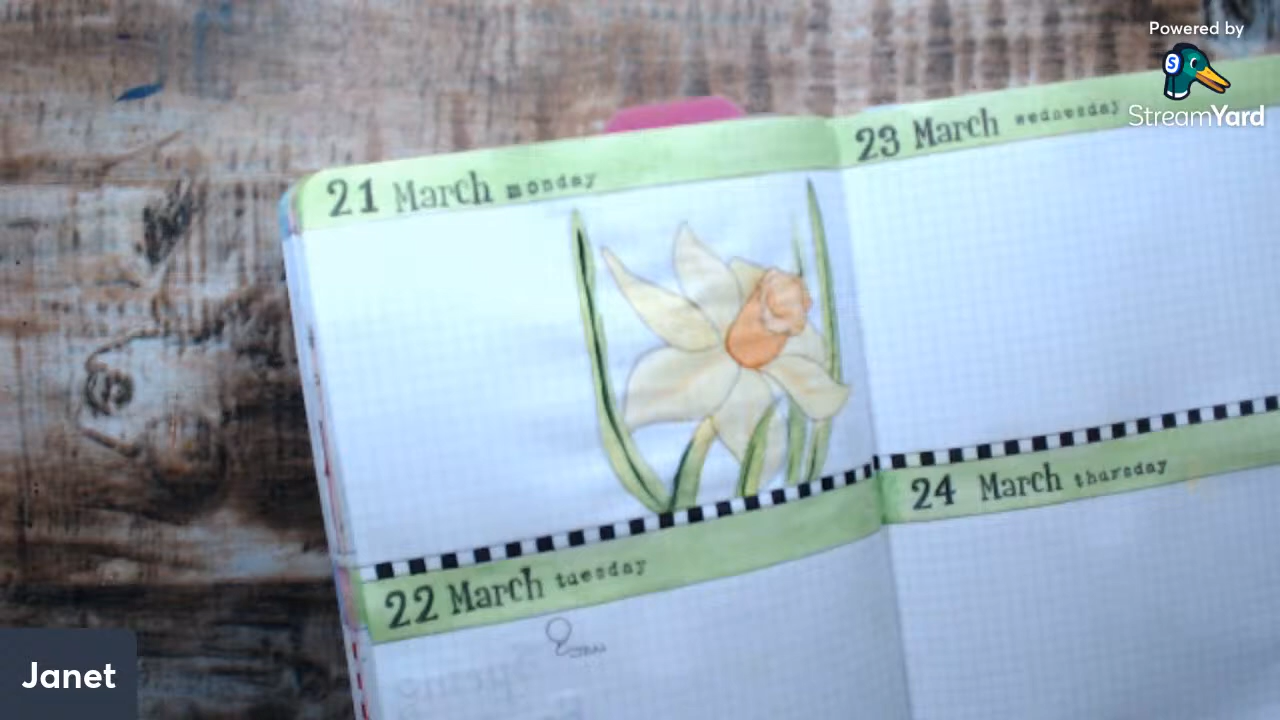 Powered by
StreamYard
21 March monday
23 March wednesday
24 March thursday
22 March tuesday
Janet